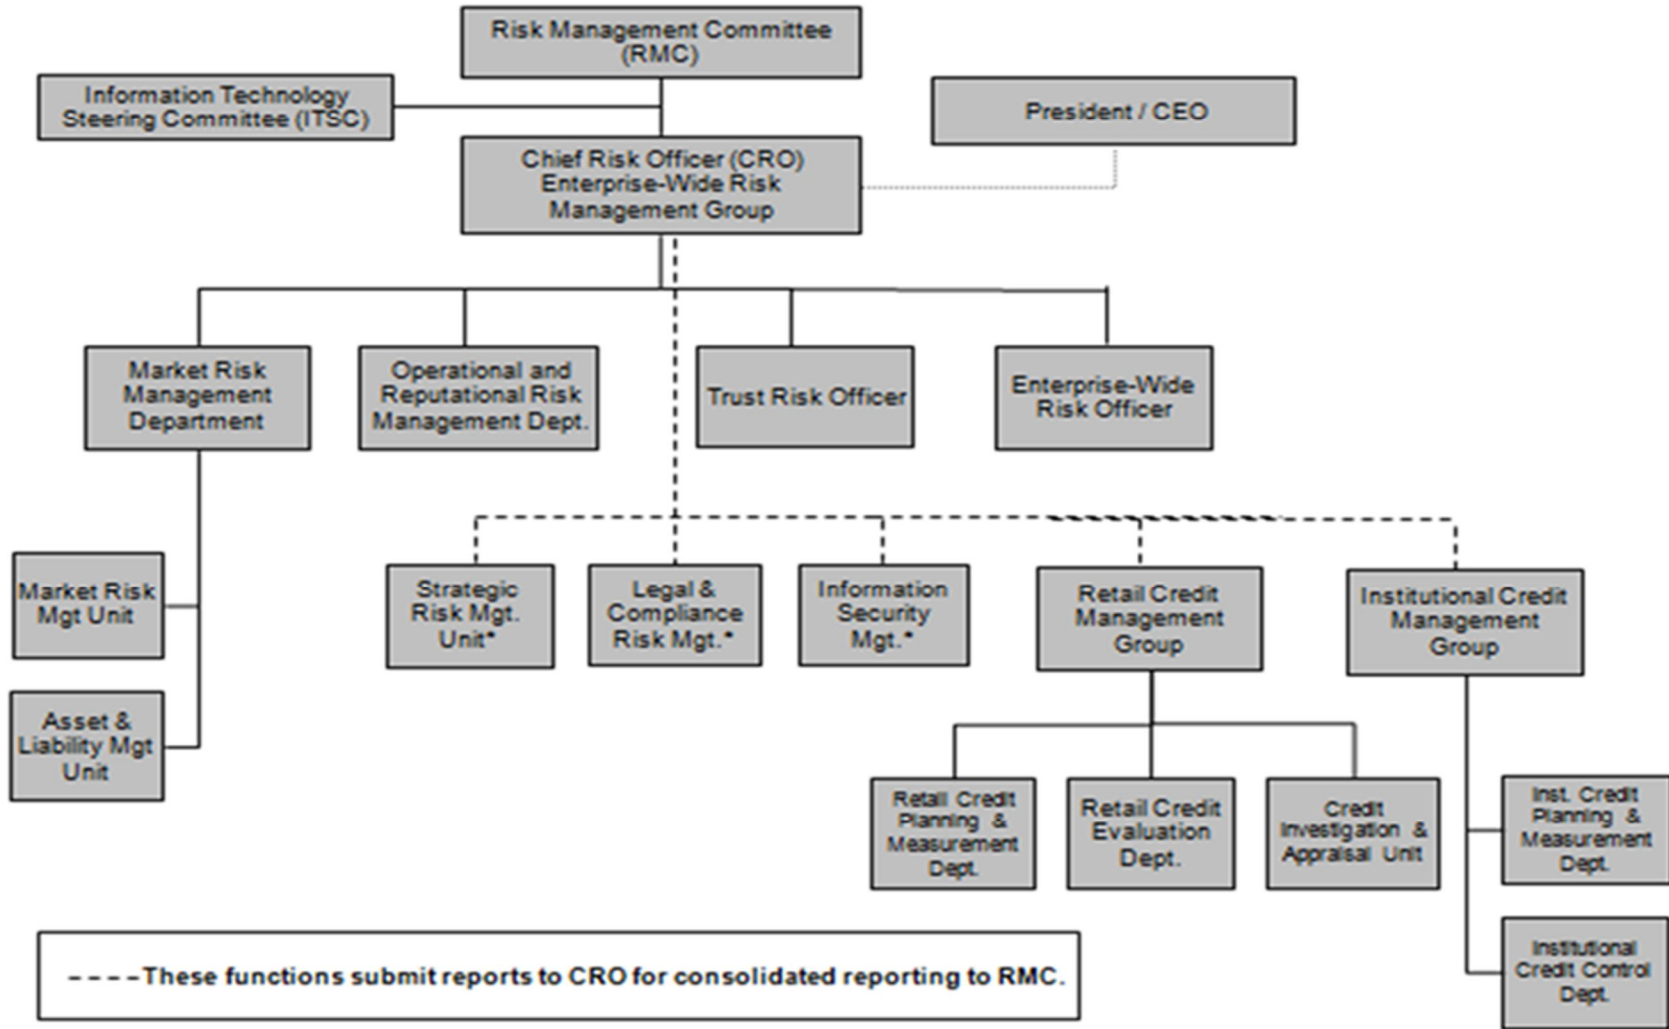 Risk Management Committee
(RMC)
Information Technology
Steering Committee (ITSC)
President / CEO
Chief Risk Officer (CRO)
Enterprise-Wide Risk
Management Group
Market Risk
Management
Department
Operational and
Reputational Risk
Management Dept.
Trust Risk Officer
Enterprise-Wide
Risk Officer
Market Risk
Mgt Unit
Asset &
Liability Mgt
Unit
Strategic
Risk Mgt.
Unit*
Legal &
Compliance
Risk Mgt.*
Information
Security
Mgt.*
Retail Credit
Management
Group
Institutional Credit
Management
Group
Retail Credit
Planning &
Measurement
Dept.
Retail Credit
Evaluation
Dept.
Credit
Investigation &
Appraisal Unit
Inst. Credit
Planning &
Measurement
Dept.
Institutional
Credit Control
Dept.
----These functions submit reports to CRO for consolidated reporting to RMC.